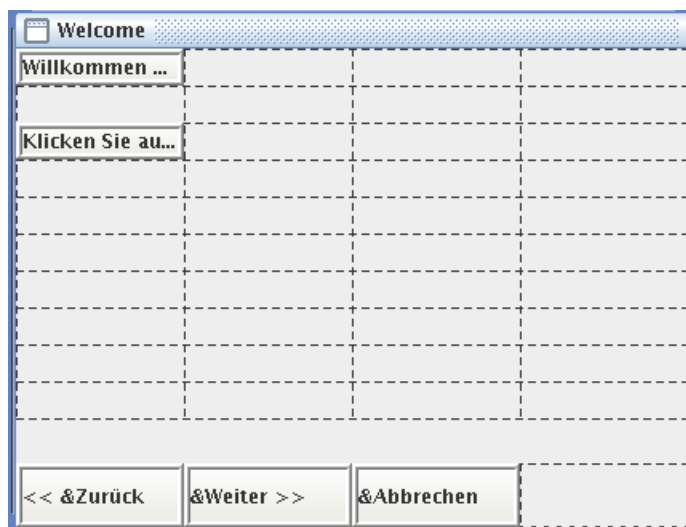 Welcome
Willkommen ...
Klicken Sie au...
<< &Zurück &Weiter >> &Abbrechen